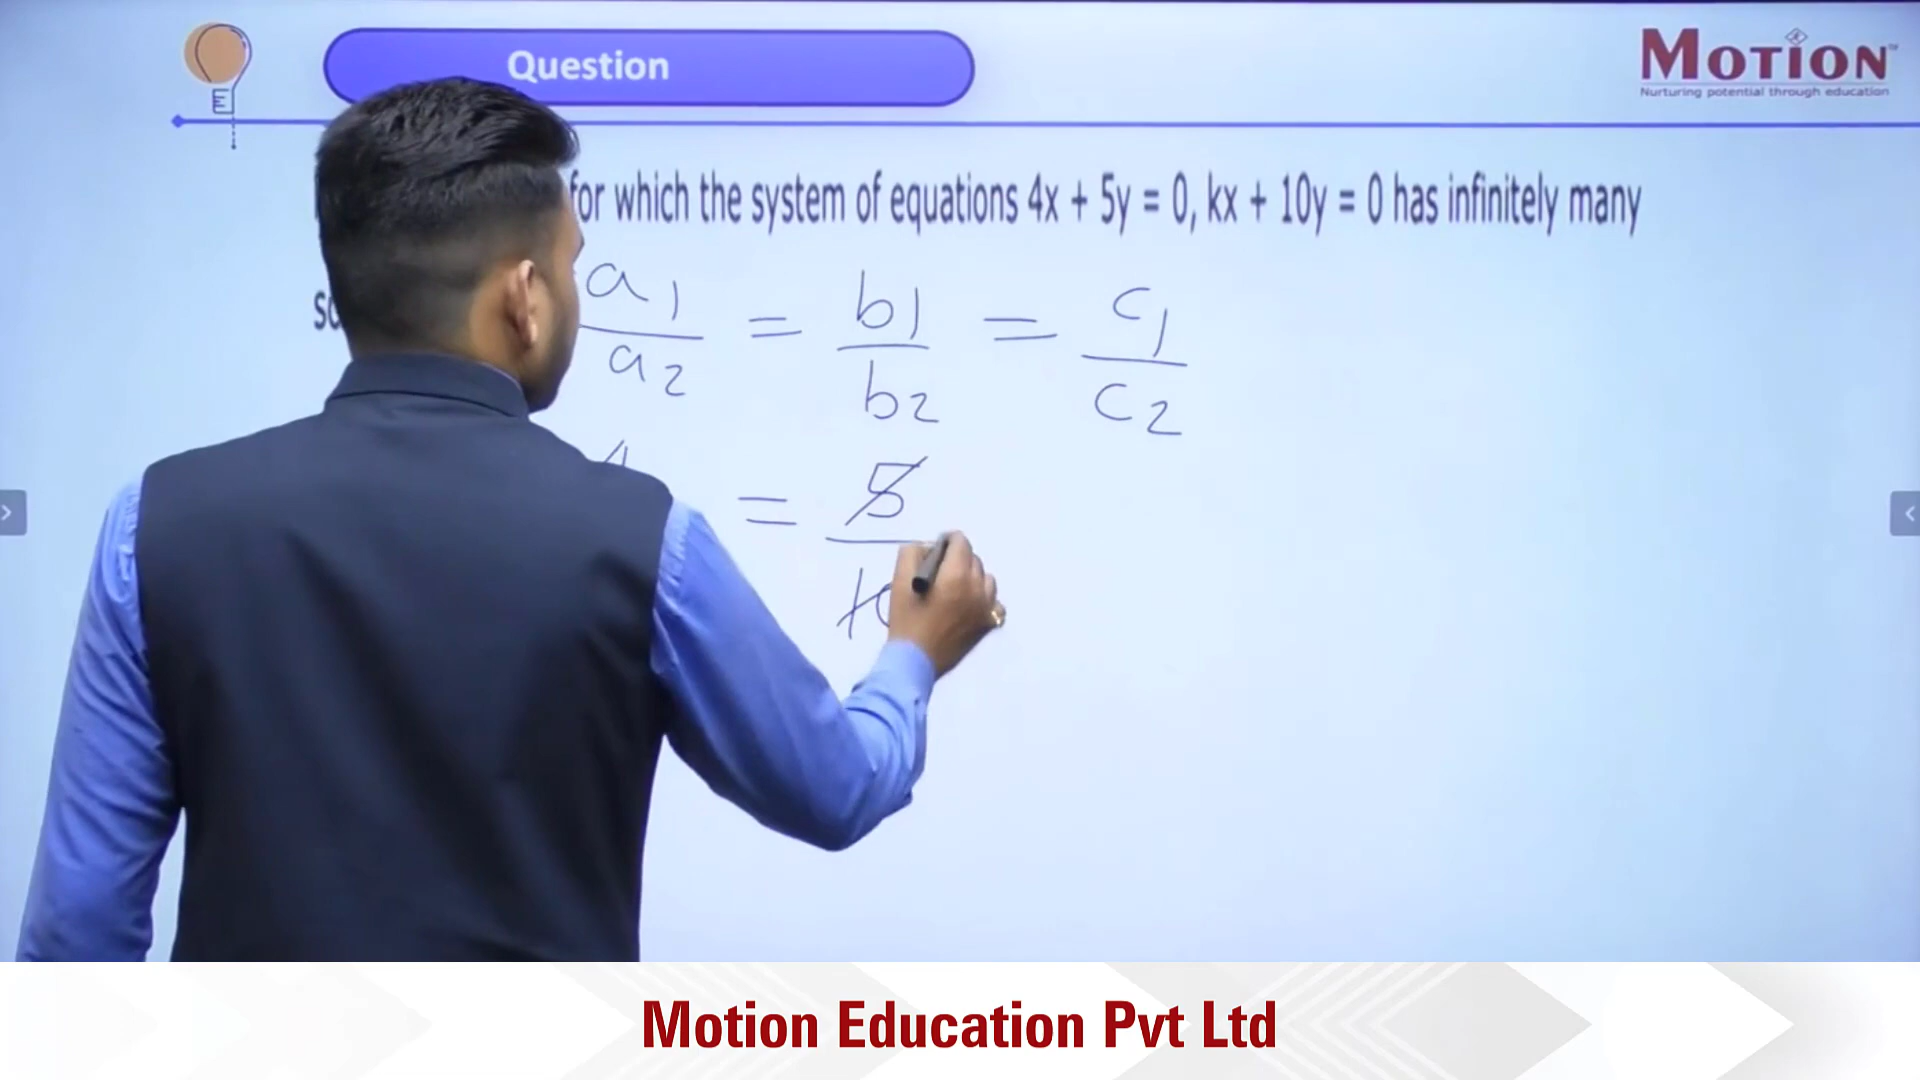 Question
MOTION
Nurturing potential through education
for which the system of equations 4x + 5y = 0, kx + 10y = 0 has infinitely many
a1 = b1 = c1
a2 b2 c2
= 5
10
Motion Education Pvt Ltd